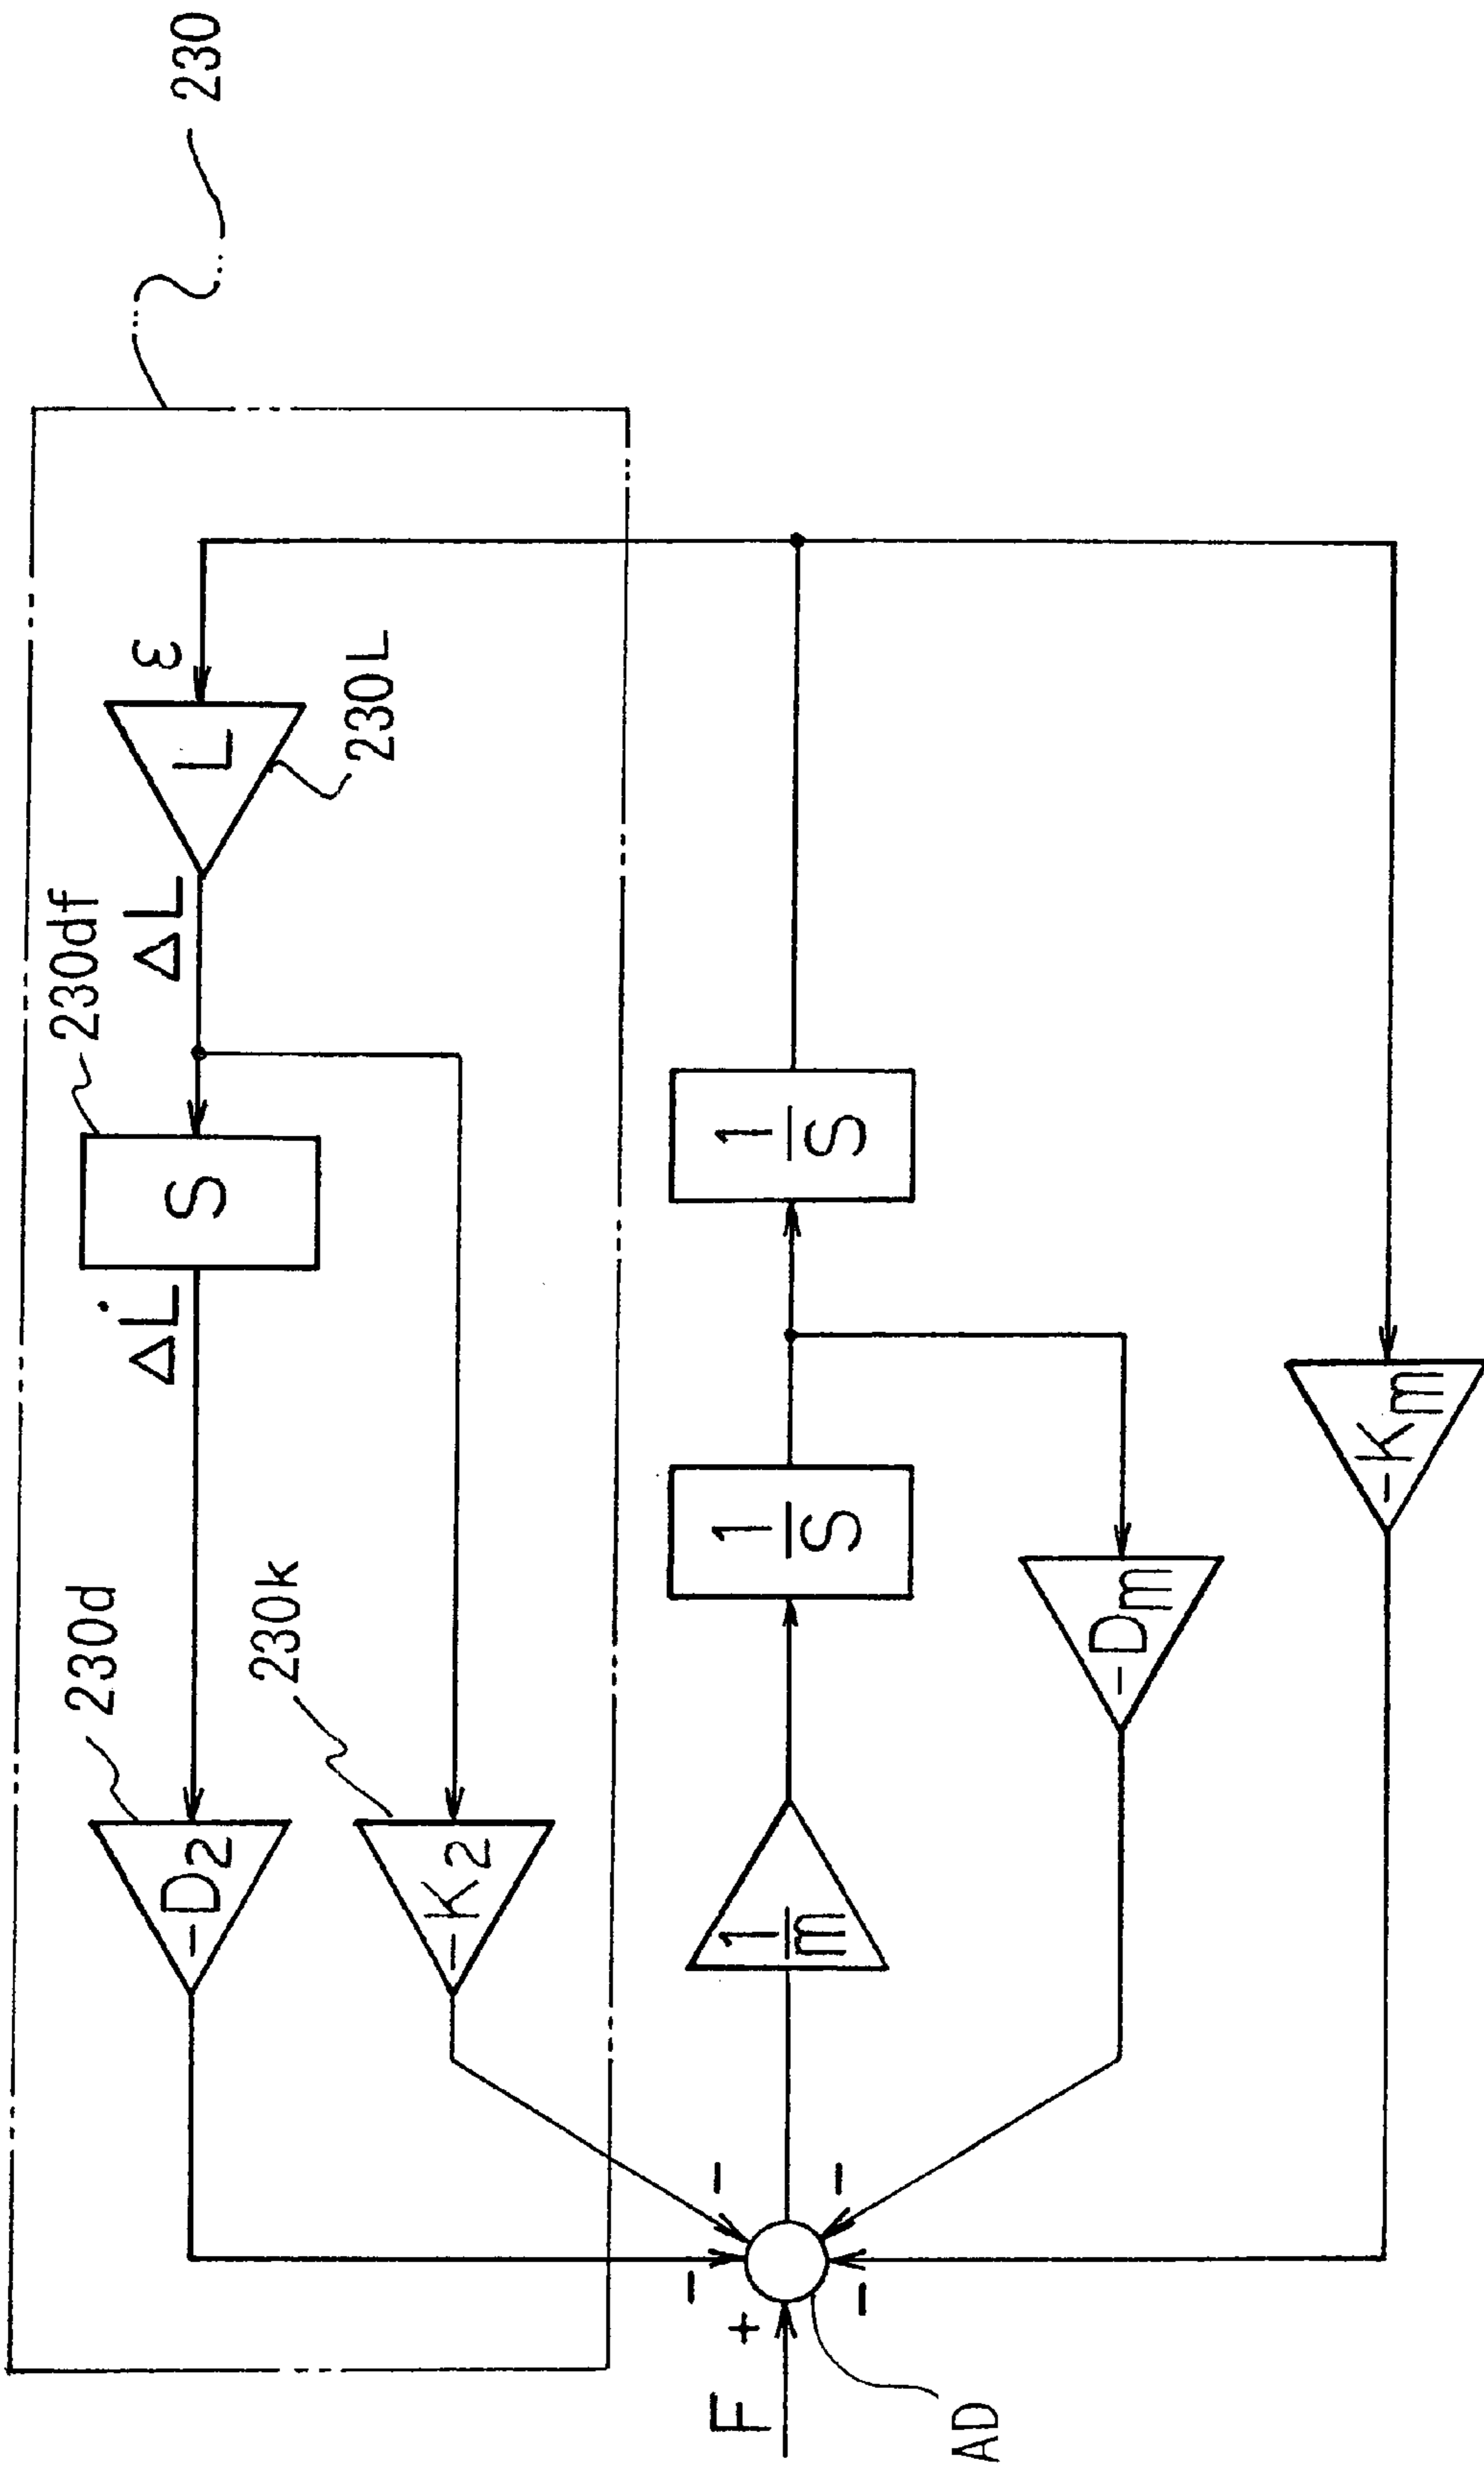 230
230d
230df
-D2
ΔL̇
S
ΔL
L
ε
230k
-K2
230L
F
+
-
-
-
-
AD
1/m
1/S
1/S
-Dm
-Km